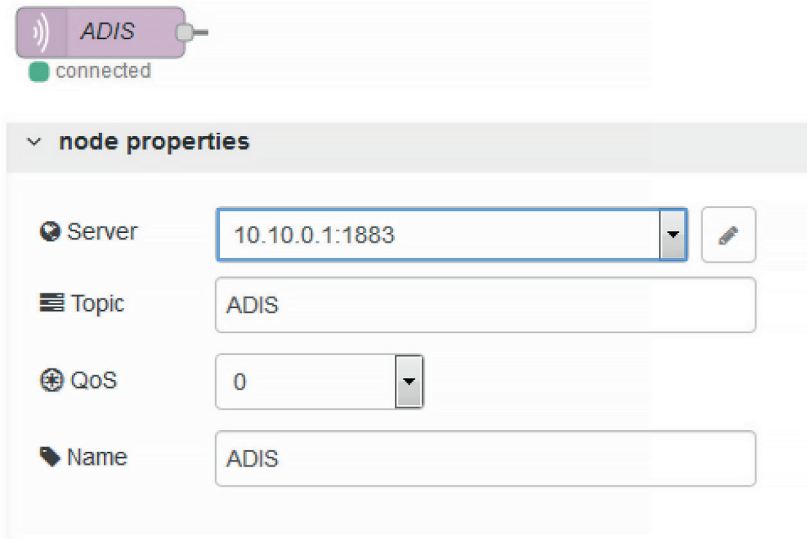 ADIS
connected
node properties
Server
10.10.0.1:1883
Topic
ADIS
QoS
0
Name
ADIS